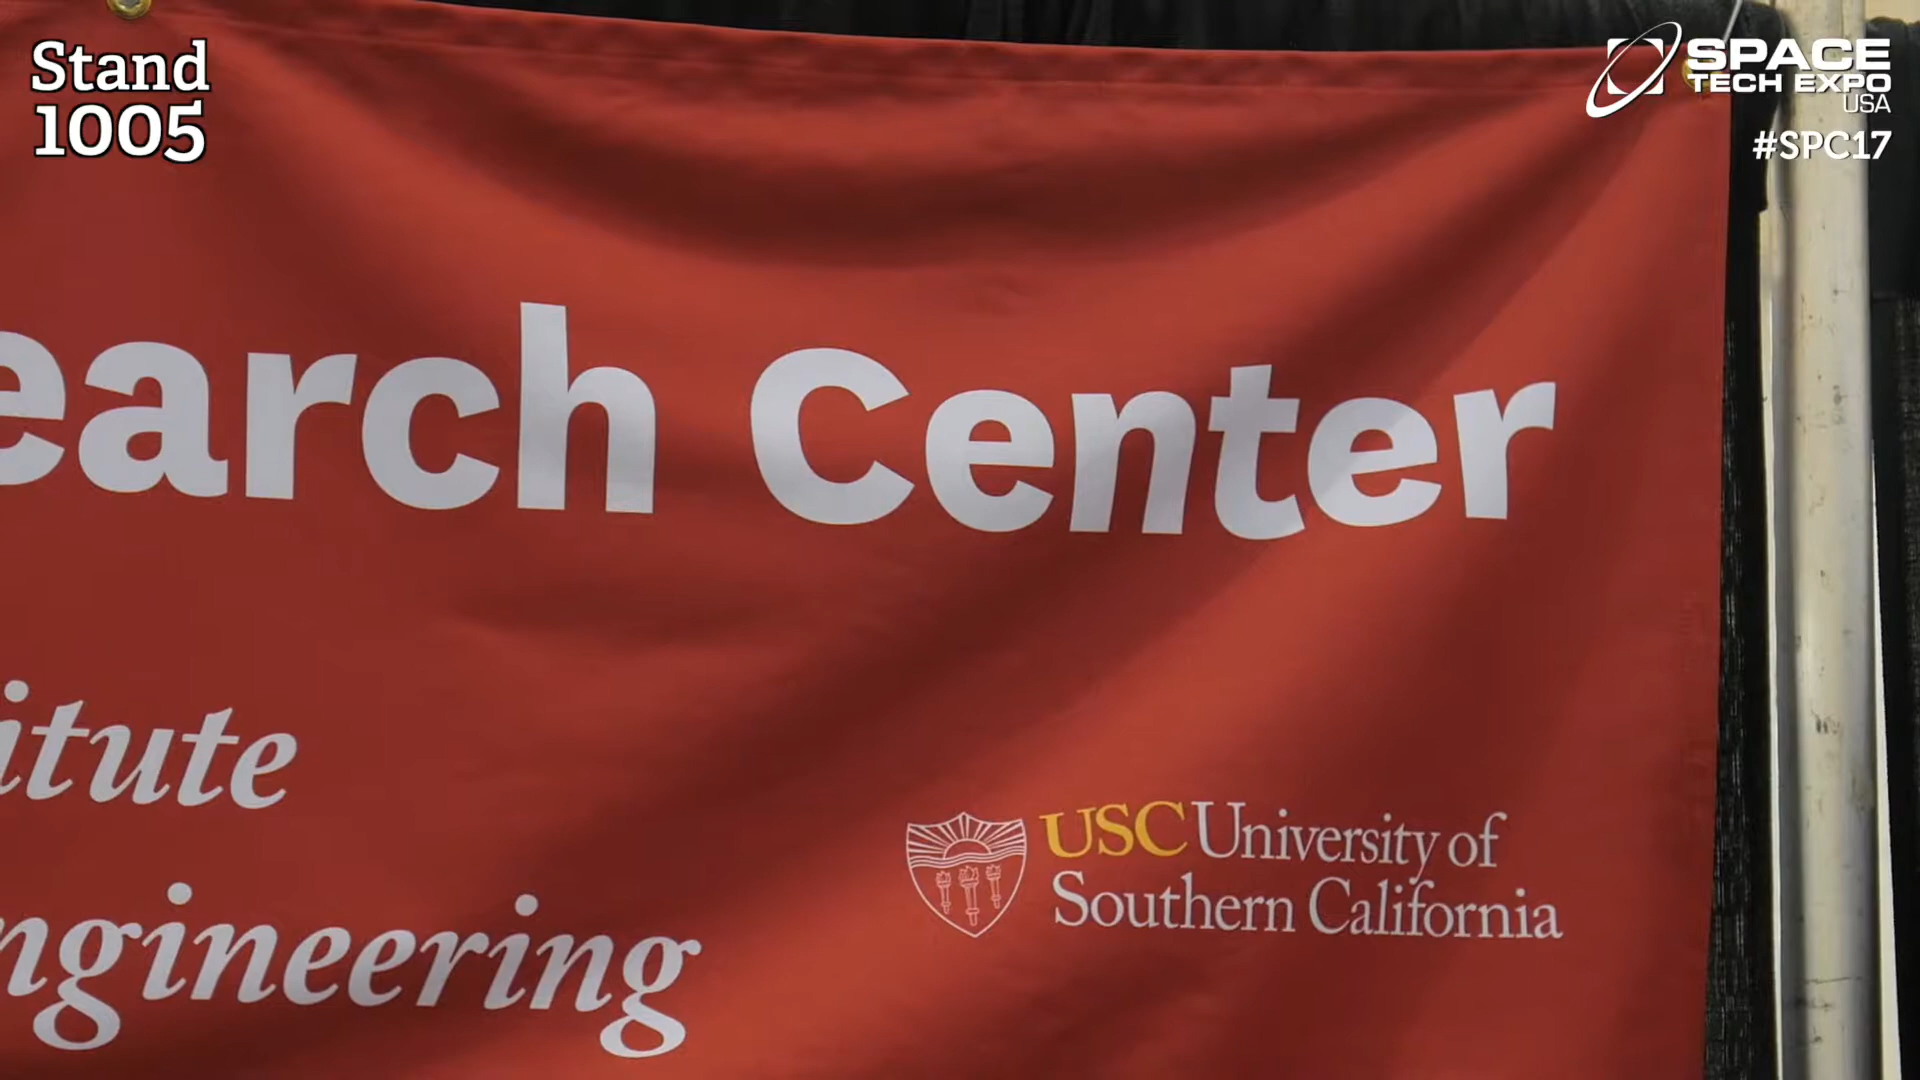 Stand
1005
SPACE
TECH EXPO
USA
#SPC17
earch Center
itute
ngineering
USC University of
Southern California